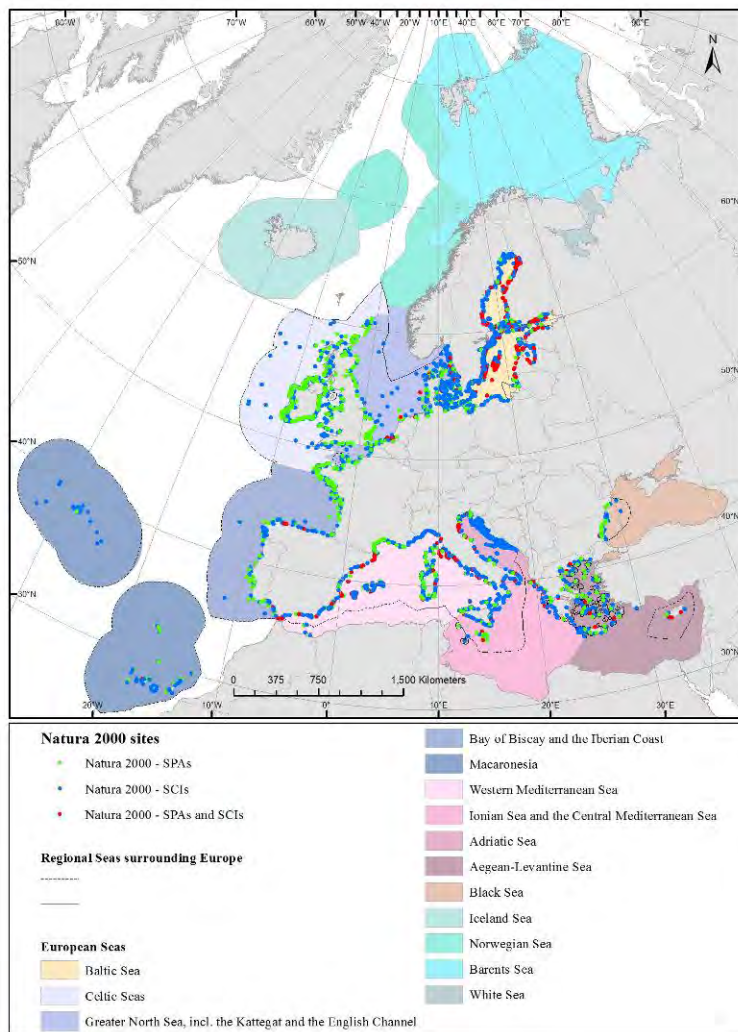 80°W 70°W 60°W 50°W 40°W 20°W 10°E 30°E 40°E 60°E 70°E 80°E 90°E
N
60°N
50°N
50°N
40°N
40°N
30°N
30°N
0 375 750 1,500 Kilometers
20°W 10°W 0° 10°E 20°E 30°E
Natura 2000 sites
Natura 2000 - SPAs
Natura 2000 - SCIs
Natura 2000 - SPAs and SCIs
Regional Seas surrounding Europe
European Seas
Baltic Sea
Celtic Seas
Greater North Sea, incl. the Kattegat and the English Channel
Bay of Biscay and the Iberian Coast
Macaronesia
Western Mediterranean Sea
Ionian Sea and the Central Mediterranean Sea
Adriatic Sea
Aegean-Levantine Sea
Black Sea
Iceland Sea
Norwegian Sea
Barents Sea
White Sea